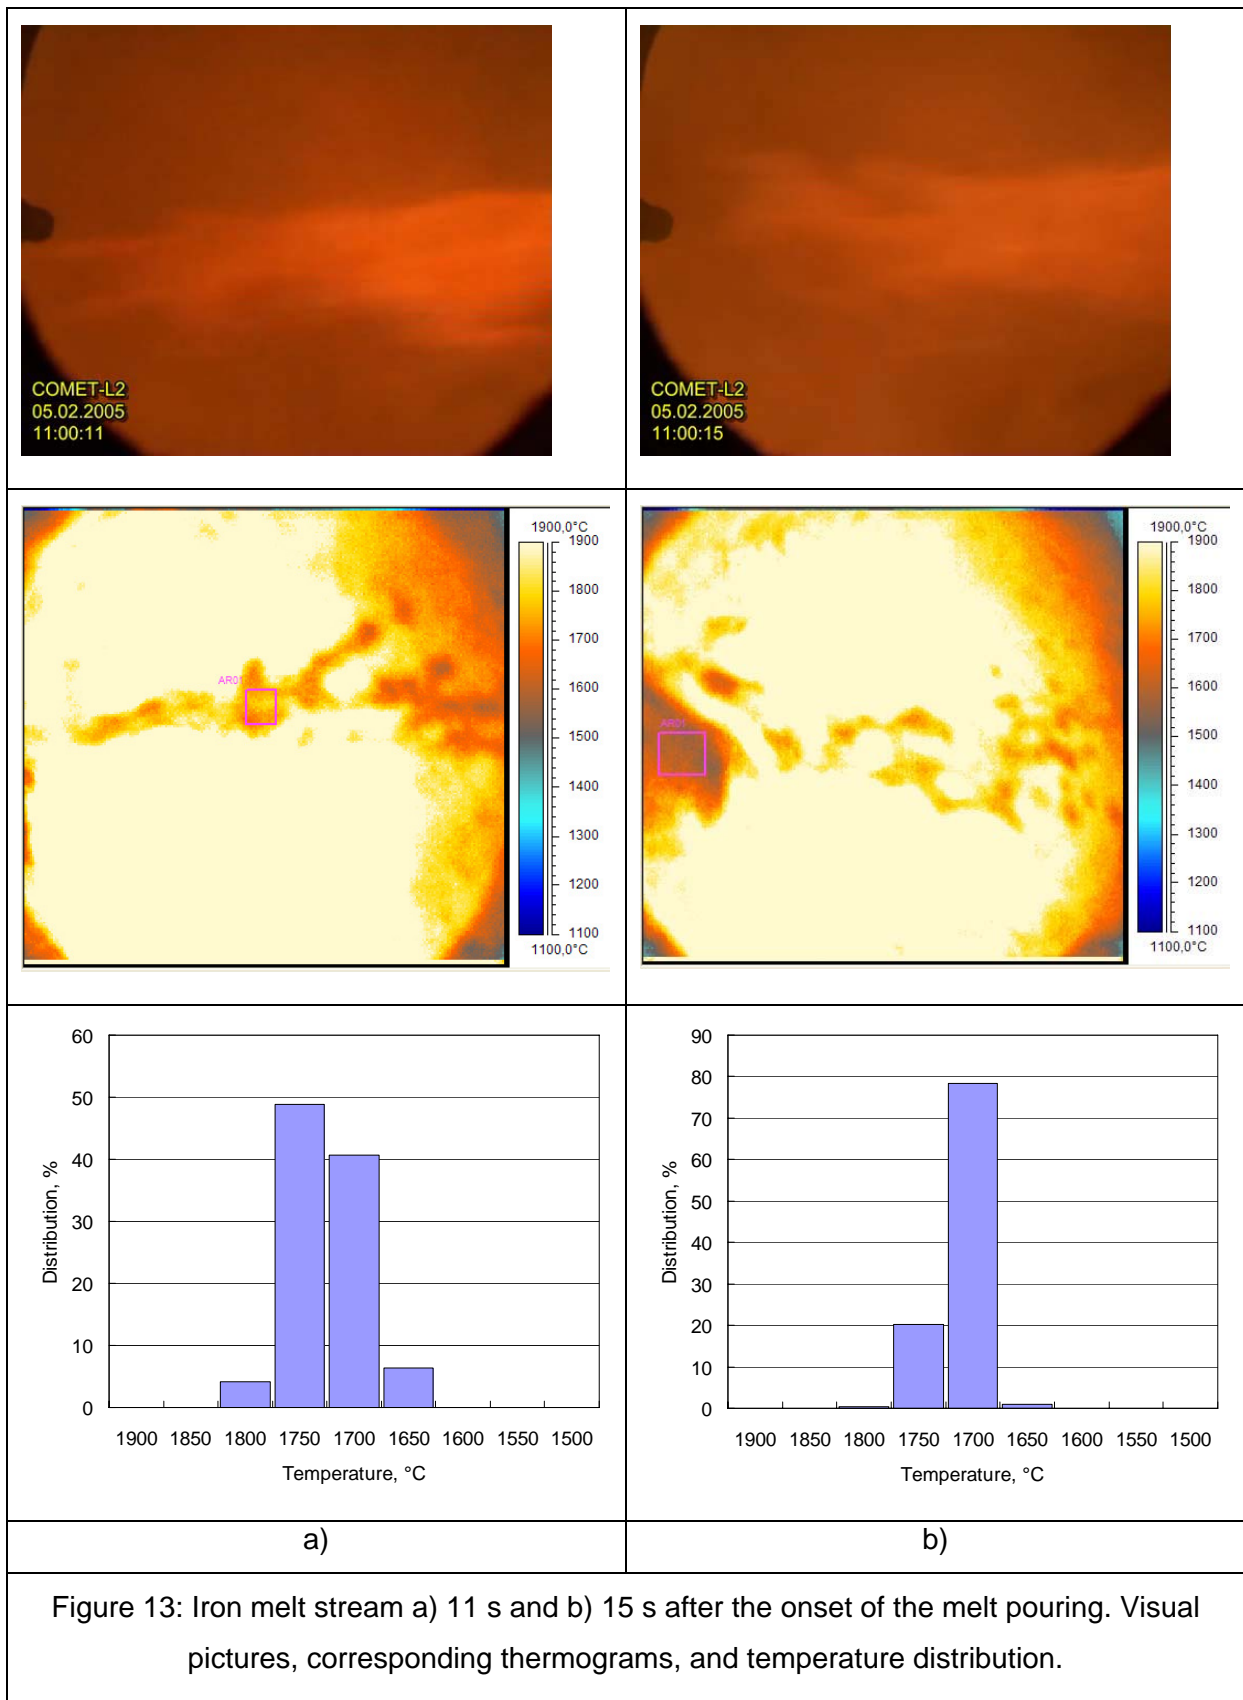 COMET-L2
05.02.2005
11:00:11
COMET-L2
05.02.2005
11:00:15
AR01
1900,0°C
1900
1800
1700
1600
1500
1400
1300
1200
1100
1100,0°C
AR01
1900,0°C
1900
1800
1700
1600
1500
1400
1300
1200
1100
1100,0°C
60
50
40
30
20
10
0
Distribution, %
1900 1850 1800 1750 1700 1650 1600 1550 1500
Temperature, °C
90
80
70
60
50
40
30
20
10
0
Distribution, %
1900 1850 1800 1750 1700 1650 1600 1550 1500
Temperature, °C
a)
b)
Figure 13: Iron melt stream a) 11 s and b) 15 s after the onset of the melt pouring. Visual
pictures, corresponding thermograms, and temperature distribution.